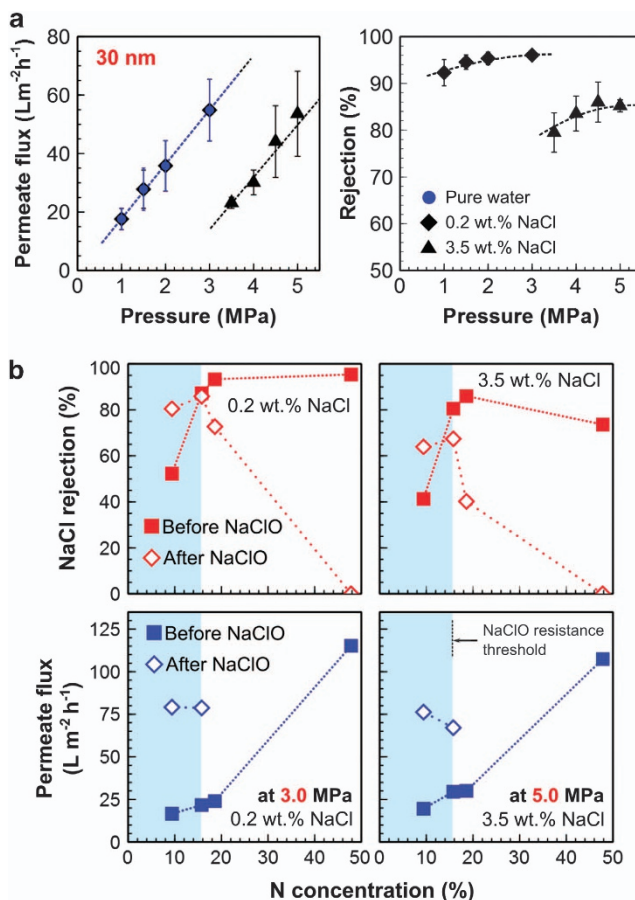 a
30 nm
Permeate flux (Lm⁻²h⁻¹)
80
60
40
20
0
0 1 2 3 4 5
Pressure (MPa)
Rejection (%)
100
90
80
70
60
50
Pure water
0.2 wt.% NaCl
3.5 wt.% NaCl
0 1 2 3 4 5
Pressure (MPa)
b
NaCl rejection (%)
100
80
60
40
20
0
0.2 wt.% NaCl
Before NaClO
After NaClO
3.5 wt.% NaCl
Permeate flux
(L m⁻² h⁻¹)
125
100
75
50
25
0
Before NaClO
After NaClO
at 3.0 MPa
0.2 wt.% NaCl
0 10 20 30 40 50
NaClO resistance
threshold
at 5.0 MPa
3.5 wt.% NaCl
0 10 20 30 40 50
N concentration (%)